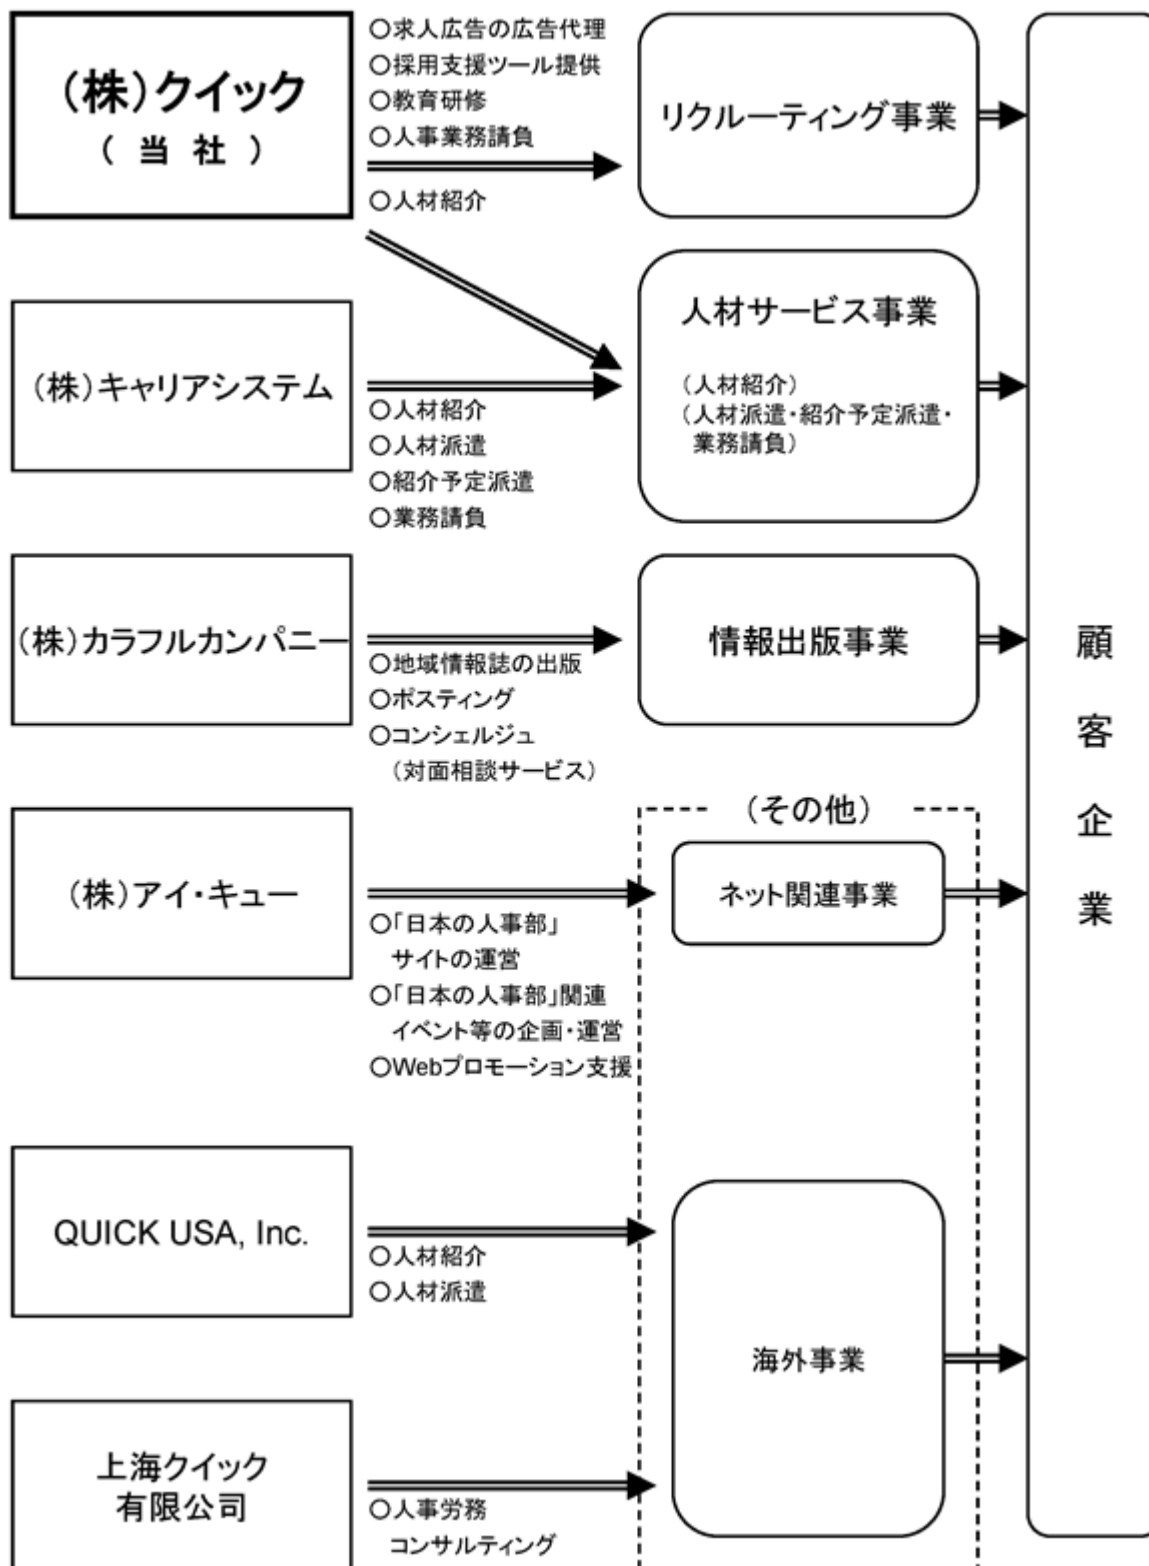 (株)クイック
( 当 社 )
○求人広告の広告代理
○採用支援ツール提供
○教育研修
○人事業務請負
○人材紹介
リクルーティング事業
(株)キャリアシステム
○人材紹介
○人材派遣
○紹介予定派遣
○業務請負
人材サービス事業
(人材紹介)
(人材派遣・紹介予定派遣・
業務請負)
(株)カラフルカンパニー
○地域情報誌の出版
○ポスティング
○コンシェルジュ
(対面相談サービス)
情報出版事業
(株)アイ・キュー
○「日本の人事部」
サイトの運営
○「日本の人事部」関連
イベント等の企画・運営
○Webプロモーション支援
(その他)
ネット関連事業
QUICK USA, Inc.
○人材紹介
○人材派遣
海外事業
上海クイック
有限公司
○人事労務
コンサルティング
顧客企業